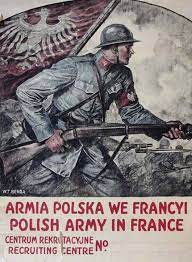 W.T. BENDA
ARMIA POLSKA WE FRANCYI
POLISH ARMY IN FRANCE
CENTRUM REKRUTACYJNE
RECRUITING CENTRE No.